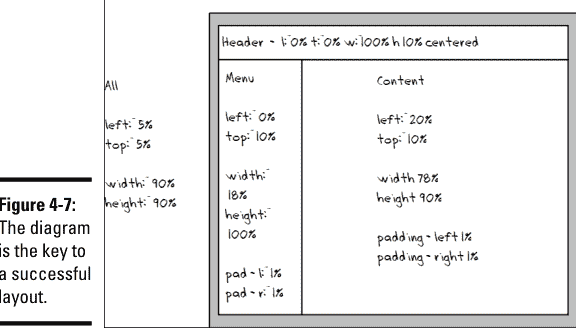 Header - l: 0% t: 0% w: 100% h 10% centered
All
left: 5%
top: 5%
width: 90%
height: 90%
Menu
left: 0%
top: 10%
width:
18%
height:
100%
pad - l: 1%
pad - r: 1%
Content
left: 20%
top: 10%
width 78%
height 90%
padding - left 1%
padding - right 1%
Figure 4-7:
The diagram
is the key to
a successful
layout.